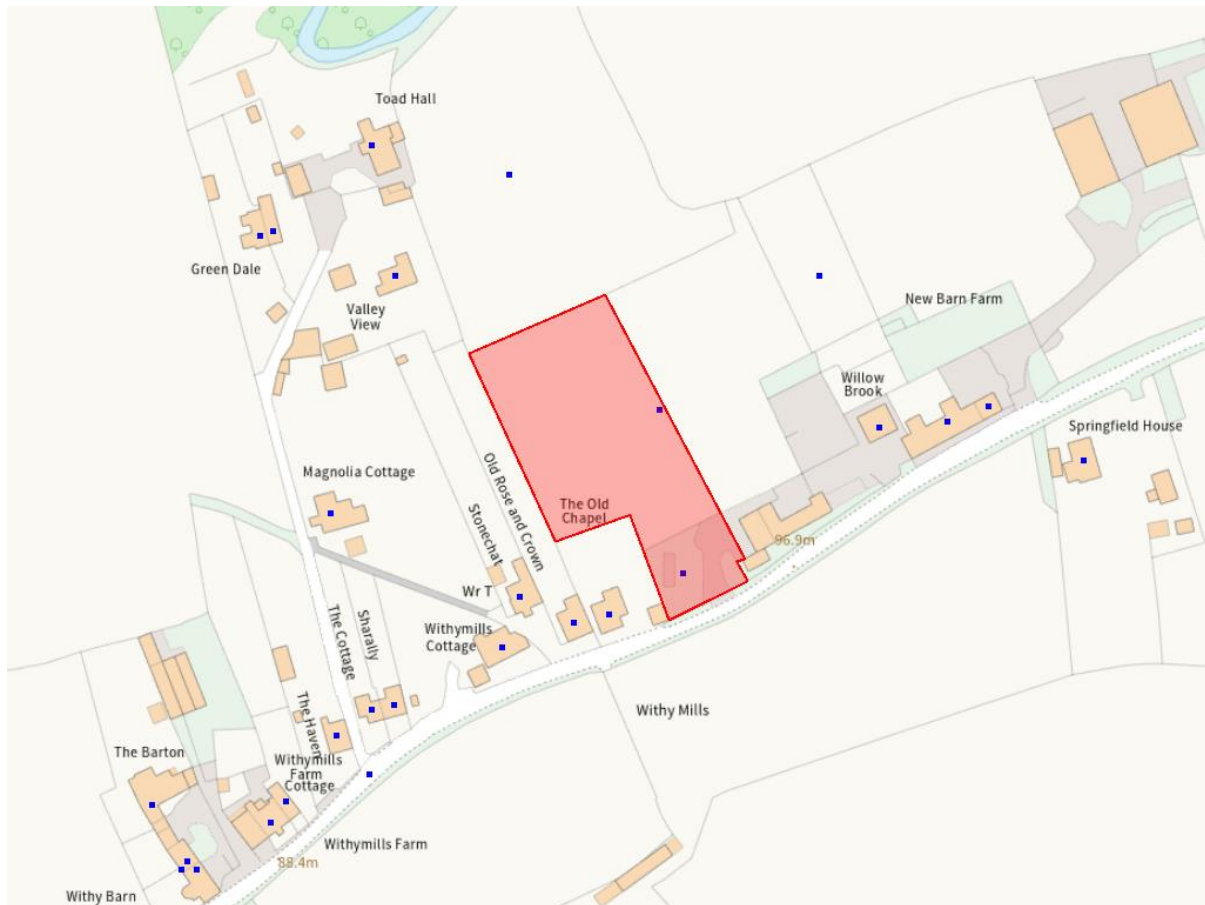 Toad Hall
Green Dale
Valley
View
New Barn Farm
Willow
Brook
Springfield House
Magnolia Cottage
Old Rose and Crown
Stonechat
The Old
Chapel
96.9m
Wr T
Withymills
Cottage
Sharally
The Cottage
The Haven
Withy Mills
The Barton
Withymills
Farm
Cottage
Withymills Farm
88.4m
Withy Barn